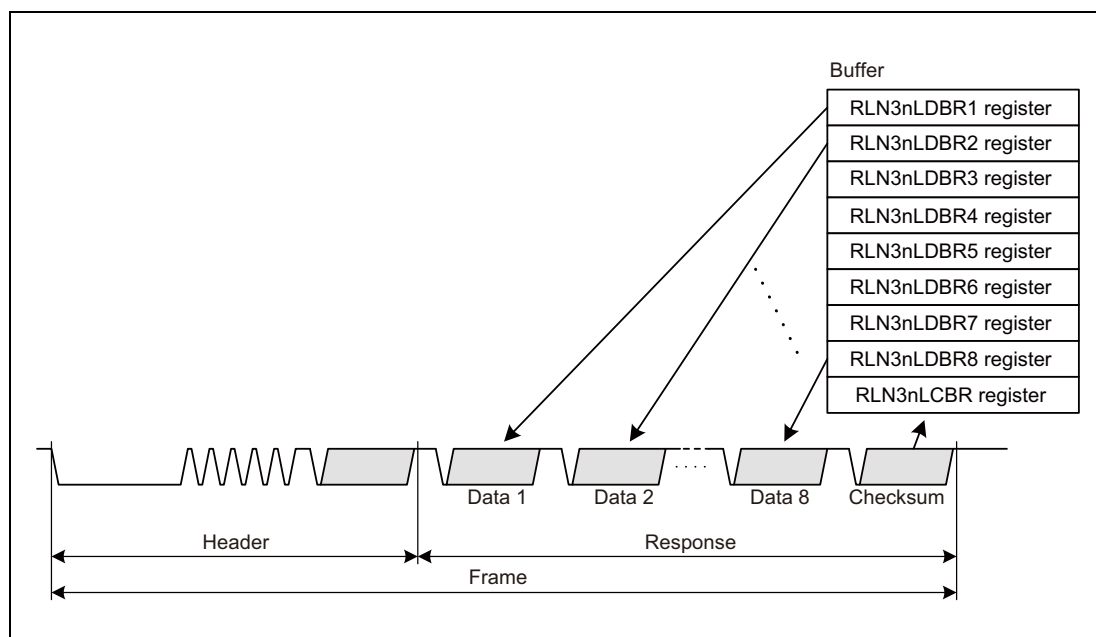 Buffer
RLN3nLDBR1 register
RLN3nLDBR2 register
RLN3nLDBR3 register
RLN3nLDBR4 register
RLN3nLDBR5 register
RLN3nLDBR6 register
RLN3nLDBR7 register
RLN3nLDBR8 register
RLN3nLCBR register
Data 1
Data 2
Data 8
Checksum
Header
Response
Frame